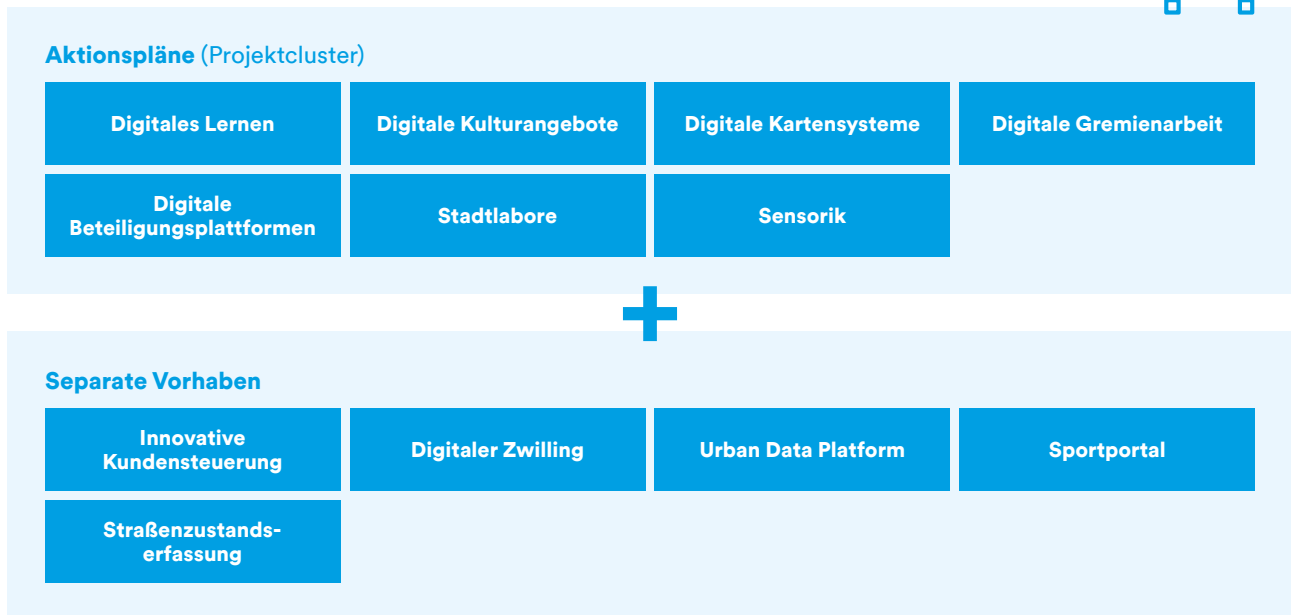 Aktionspläne (Projektcluster)
Digitales Lernen
Digitale Kulturangebote
Digitale Kartensysteme
Digitale Gremienarbeit
Digitale
Beteiligungsplattformen
Stadtlabore
Sensorik
Separate Vorhaben
Innovative
Kundensteuerung
Digitaler Zwilling
Urban Data Platform
Sportportal
Straßenzustands-
erfassung